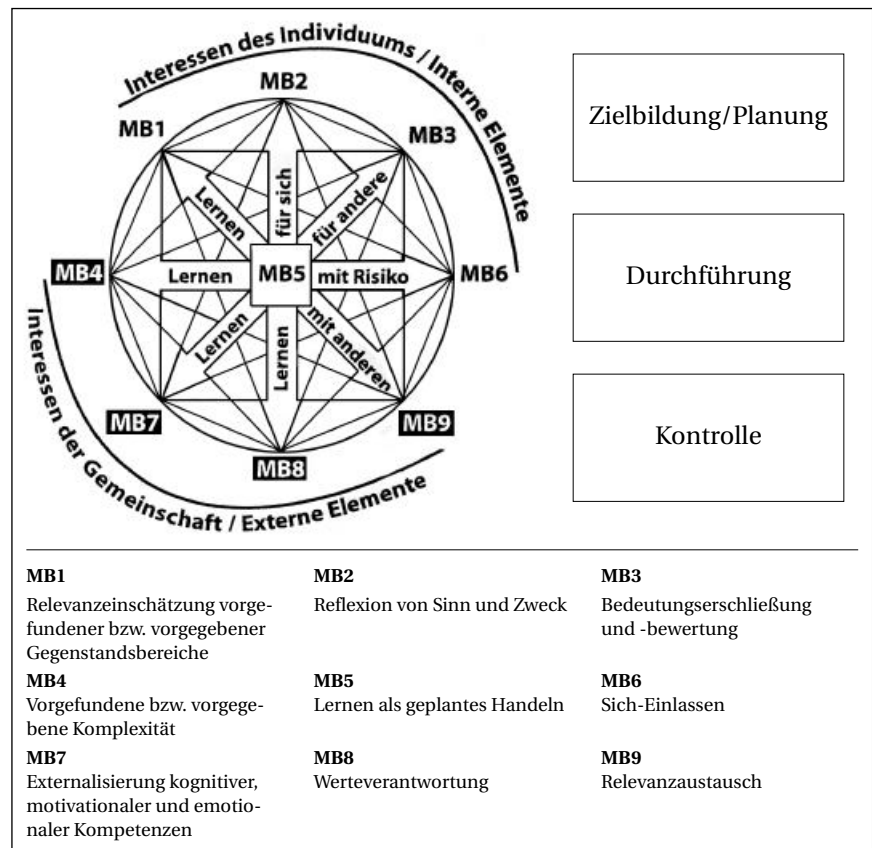 Interessen des Individuums / Interne Elemente
MB2
MB1
MB3
Lernen
für sich
für andere
MB4
Lernen
MB5
mit Risiko
MB6
Lernen
Lernen
mit anderen
MB7
MB8
MB9
Interessen der Gemeinschaft / Externe Elemente
Zielbildung/Planung
Durchführung
Kontrolle
MB1
Relevanzeinschätzung vorge-
fundener bzw. vorgegebener
Gegenstandsbereiche
MB2
Reflexion von Sinn und Zweck
MB3
Bedeutungserschließung
und -bewertung
MB4
Vorgefundene bzw. vorgege-
bene Komplexität
MB5
Lernen als geplantes Handeln
MB6
Sich-Einlassen
MB7
Externalisierung kognitiver,
motivationaler und emotio-
naler Kompetenzen
MB8
Werteverantwortung
MB9
Relevanzaustausch